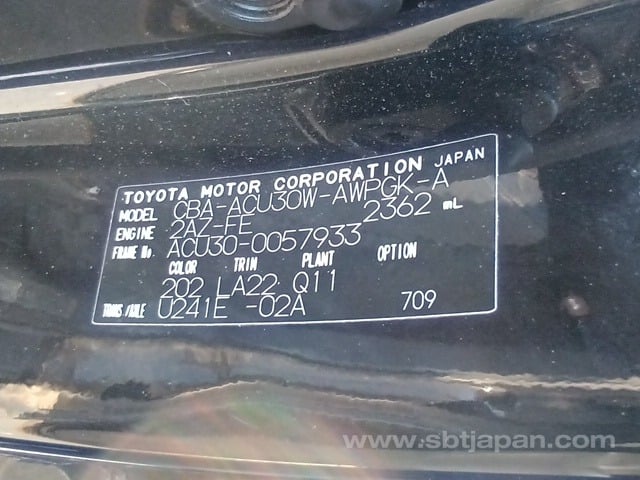 TOYOTA MOTOR CORPORATION JAPAN
MODEL CBA-ACU30W-AWPGK-A
ENGINE 2AZ-FE 2362 mL
FRAME No. ACU30-0057933
COLOR TRIM PLANT OPTION
202 LA22 Q11
TRANS/AXLE U241E -02A 709
www.sbtjapan.com